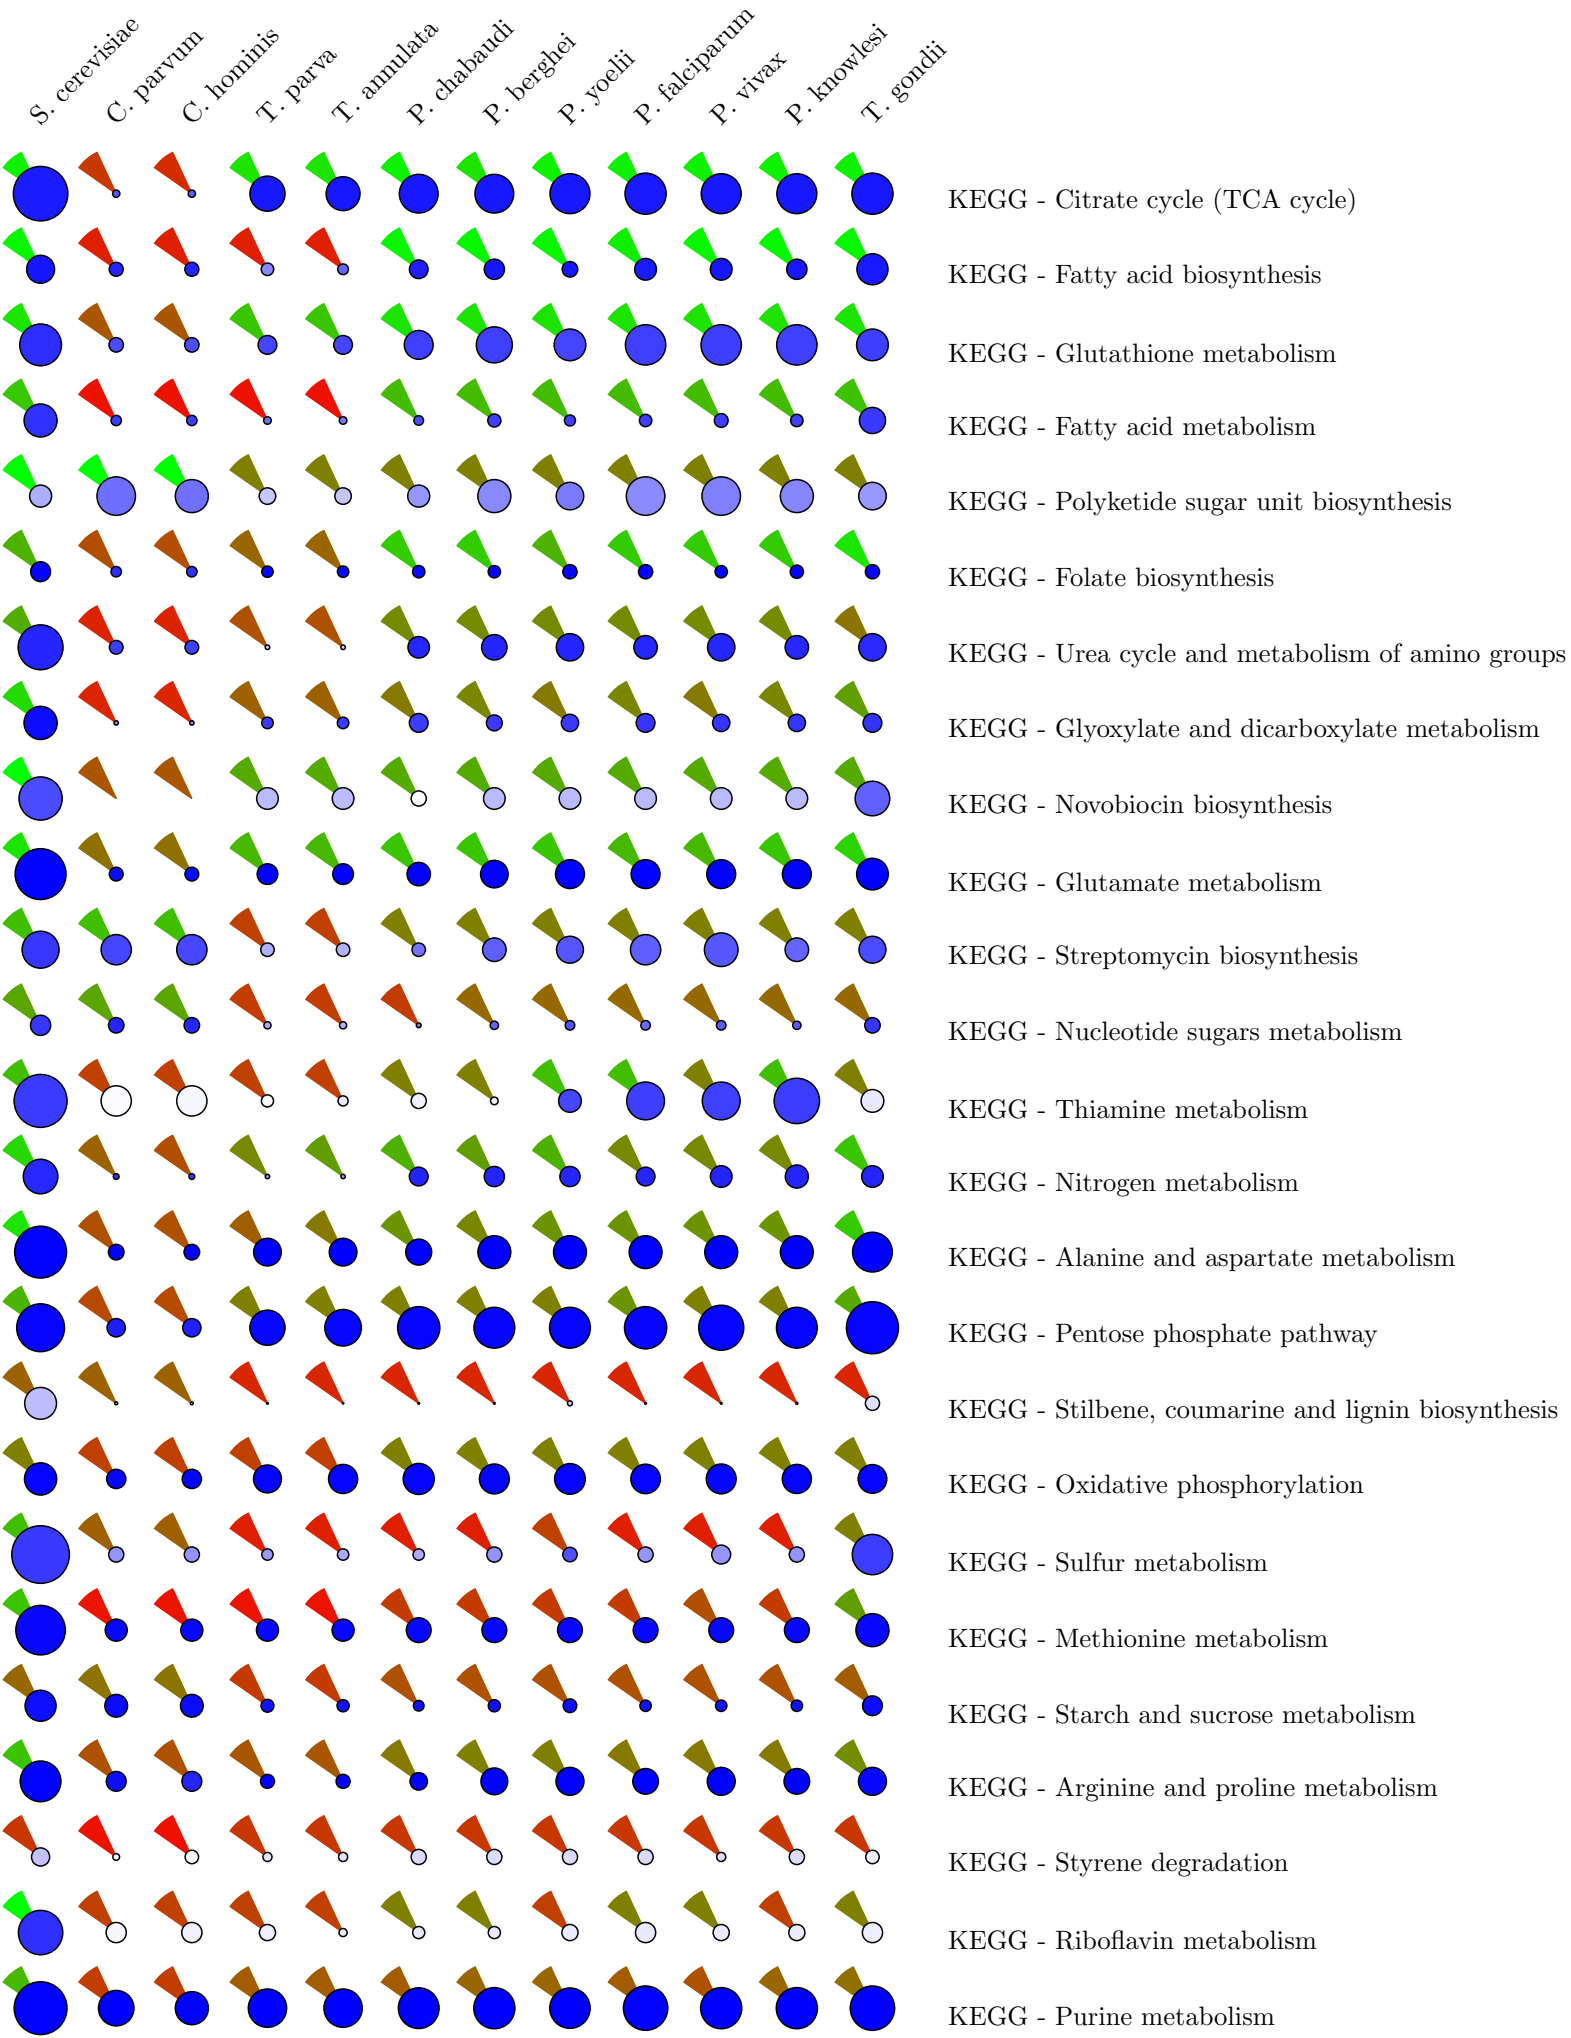 S. cerevisiae
C. parvum
C. hominis
T. parva
T. annulata
P. chabaudi
P. berghei
P. yoelii
P. falciparum
P. vivax
P. knowlesi
T. gondii
KEGG - Citrate cycle (TCA cycle)
KEGG - Fatty acid biosynthesis
KEGG - Glutathione metabolism
KEGG - Fatty acid metabolism
KEGG - Polyketide sugar unit biosynthesis
KEGG - Folate biosynthesis
KEGG - Urea cycle and metabolism of amino groups
KEGG - Glyoxylate and dicarboxylate metabolism
KEGG - Novobiocin biosynthesis
KEGG - Glutamate metabolism
KEGG - Streptomycin biosynthesis
KEGG - Nucleotide sugars metabolism
KEGG - Thiamine metabolism
KEGG - Nitrogen metabolism
KEGG - Alanine and aspartate metabolism
KEGG - Pentose phosphate pathway
KEGG - Stilbene, coumarine and lignin biosynthesis
KEGG - Oxidative phosphorylation
KEGG - Sulfur metabolism
KEGG - Methionine metabolism
KEGG - Starch and sucrose metabolism
KEGG - Arginine and proline metabolism
KEGG - Styrene degradation
KEGG - Riboflavin metabolism
KEGG - Purine metabolism